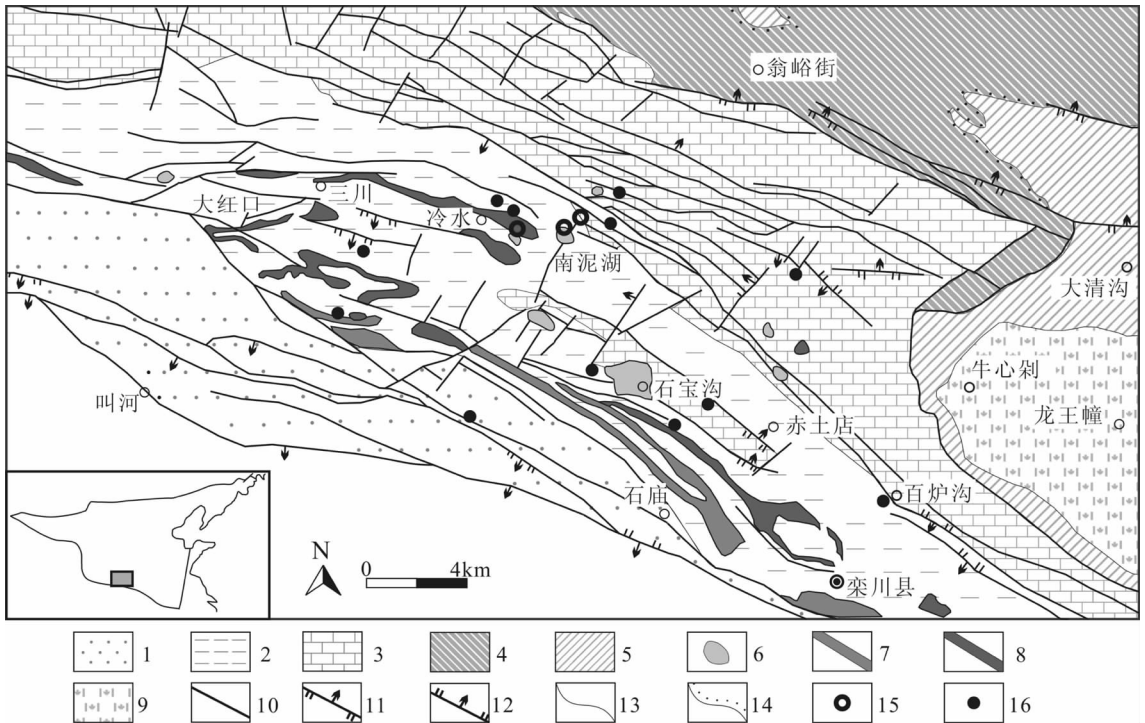 翁峪街
三川
大红口
冷水
南泥湖
大清沟
牛心剁
叫河
石宝沟
龙王幢
赤土店
石庙
百炉沟
N
0 4km
栾川县
1 2 3 4 5 6 7 8
9 10 11 12 13 14 15 16